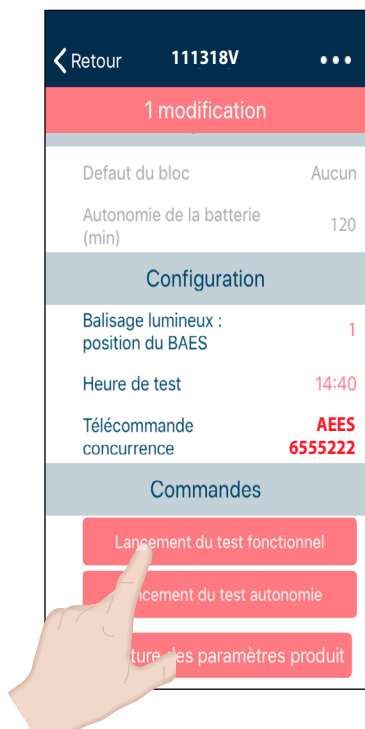 Retour 111318V
1 modification
Defaut du bloc Aucun
Autonomie de la batterie
(min) 120
Configuration
Balisage lumineux :
position du BAES 1
Heure de test 14:40
Télécommande AEES
concurrence 6555222
Commandes
Lancement du test fonctionnel
cement du test autonomie
ture des paramètres produit